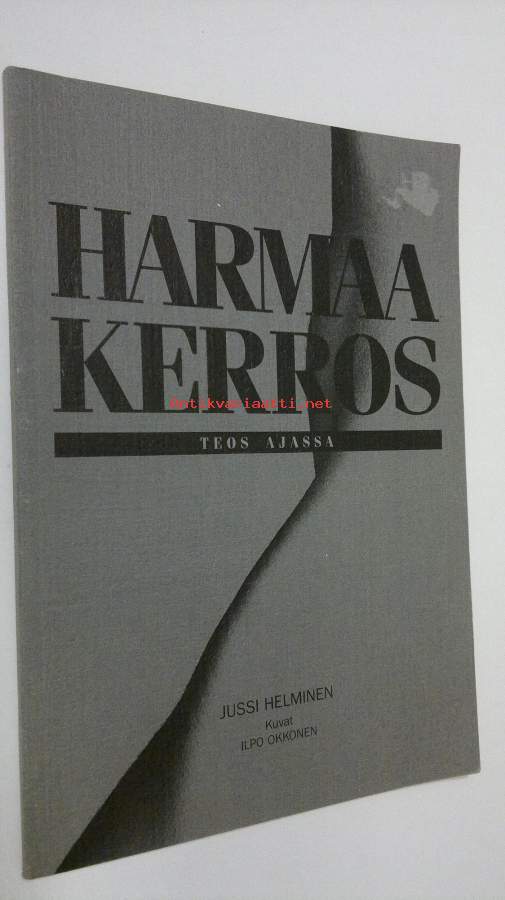 HARMAA
KERROS
Antikvariaatti.net
TEOS AJASSA
JUSSI HELMINEN
Kuvat
ILPO OKKONEN